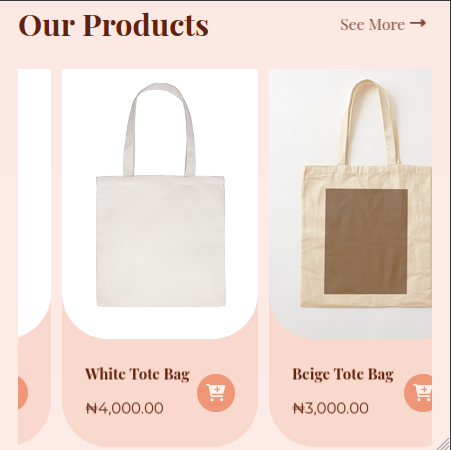 Our Products
See More →
White Tote Bag
₦4,000.00
Beige Tote Bag
₦3,000.00